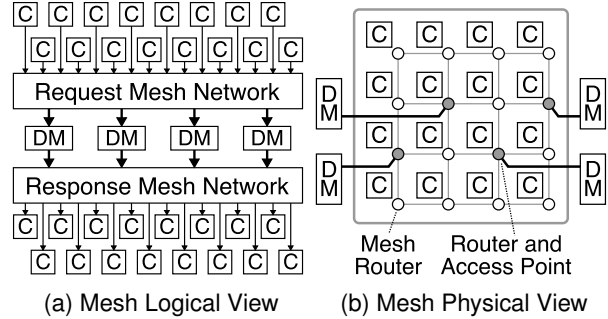 C C C C C C C C
C C C C C C C C
Request Mesh Network
DM DM DM DM
Response Mesh Network
C C C C C C C C
C C C C C C C C
(a) Mesh Logical View
C C C C
C C C C
D
M
D
M
C C C C
D
M
D
M
C C C C
Mesh
Router
Router and
Access Point
(b) Mesh Physical View